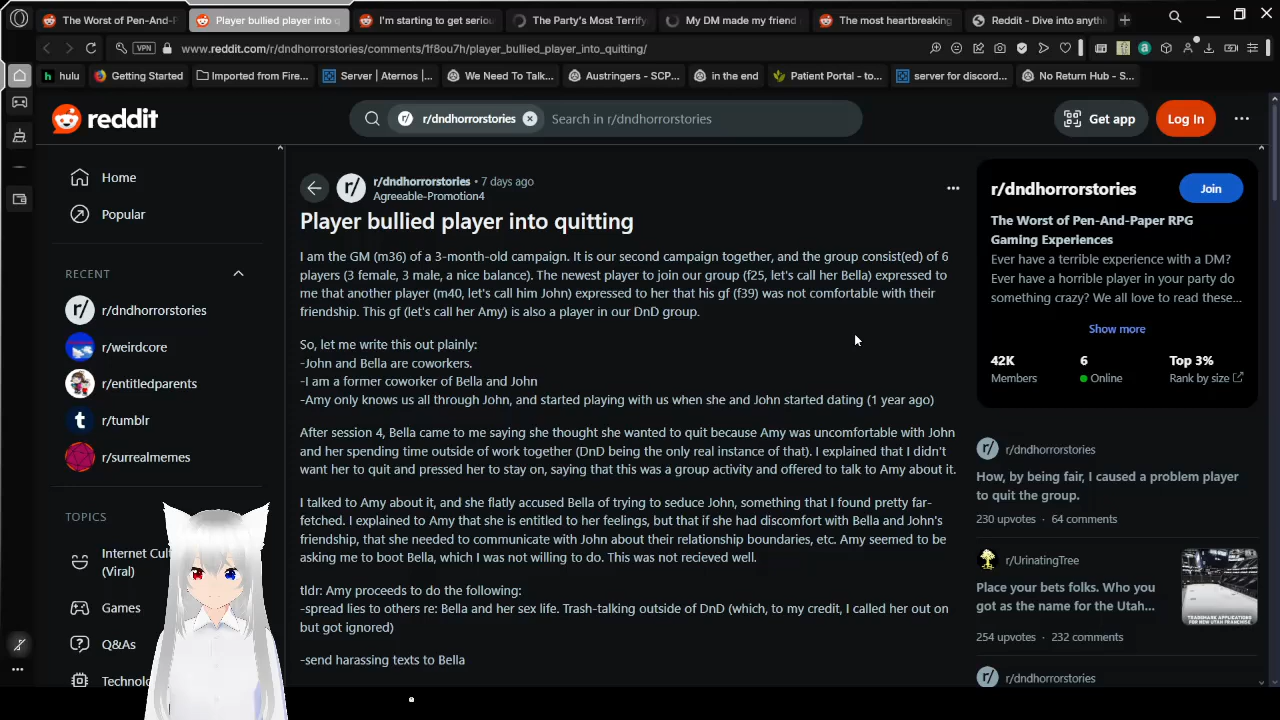 The Worst of Pen-And-P
Player bullied player into q
I'm starting to get seriou
The Party's Most Terrify
My DM made my friend
The most heartbreaking
Reddit - Dive into anythi
VPN
www.reddit.com/r/dndhorrorstories/comments/1f8ou7h/player_bullied_player_into_quitting/
hulu
Getting Started
Imported from Fire...
Server | Aternos |...
We Need To Talk...
Austringers - SCP...
in the end
Patient Portal - to...
server for discord...
No Return Hub - S...
reddit
r/dndhorrorstories
Search in r/dndhorrorstories
Get app
Log In
Home
Popular
RECENT
r/dndhorrorstories
r/weirdcore
r/entitledparents
r/tumblr
r/surrealmemes
TOPICS
Internet Cul
(Viral)
Games
Q&As
Technol
r/dndhorrorstories • 7 days ago
Agreeable-Promotion4
Player bullied player into quitting
I am the GM (m36) of a 3-month-old campaign. It is our second campaign together, and the group consist(ed) of 6
players (3 female, 3 male, a nice balance). The newest player to join our group (f25, let's call her Bella) expressed to
me that another player (m40, let's call him John) expressed to her that his gf (f39) was not comfortable with their
friendship. This gf (let's call her Amy) is also a player in our DnD group.
So, let me write this out plainly:
-John and Bella are coworkers.
-I am a former coworker of Bella and John
-Amy only knows us all through John, and started playing with us when she and John started dating (1 year ago)
After session 4, Bella came to me saying she thought she wanted to quit because Amy was uncomfortable with John
and her spending time outside of work together (DnD being the only real instance of that). I explained that I didn't
want her to quit and pressed her to stay on, saying that this was a group activity and offered to talk to Amy about it.
I talked to Amy about it, and she flatly accused Bella of trying to seduce John, something that I found pretty far-
fetched. I explained to Amy that she is entitled to her feelings, but that if she had discomfort with Bella and John's
friendship, that she needed to communicate with John about their relationship boundaries, etc. Amy seemed to be
asking me to boot Bella, which I was not willing to do. This was not recieved well.
tldr: Amy proceeds to do the following:
-spread lies to others re: Bella and her sex life. Trash-talking outside of DnD (which, to my credit, I called her out on
but got ignored)
-send harassing texts to Bella
r/dndhorrorstories
Join
The Worst of Pen-And-Paper RPG
Gaming Experiences
Ever have a terrible experience with a DM?
Ever have a horrible player in your party do
something crazy? We all love to read these...
Show more
42K
Members
6
Online
Top 3%
Rank by size
r/dndhorrorstories
How, by being fair, I caused a problem player
to quit the group.
230 upvotes • 64 comments
r/UrinatingTree
Place your bets folks. Who you
got as the name for the Utah...
TRADEMARK APPLICATIONS
FOR NEW UTAH FRANCHISE
254 upvotes • 232 comments
r/dndhorrorstories